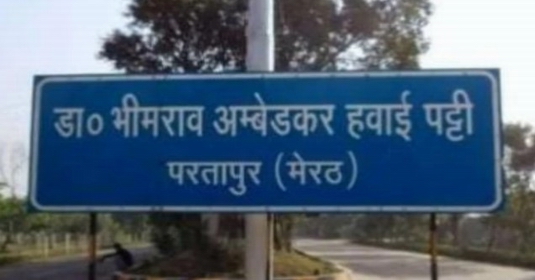 डा० भीमराव अम्बेडकर हवाई पट्टी
परतापुर (मेरठ)